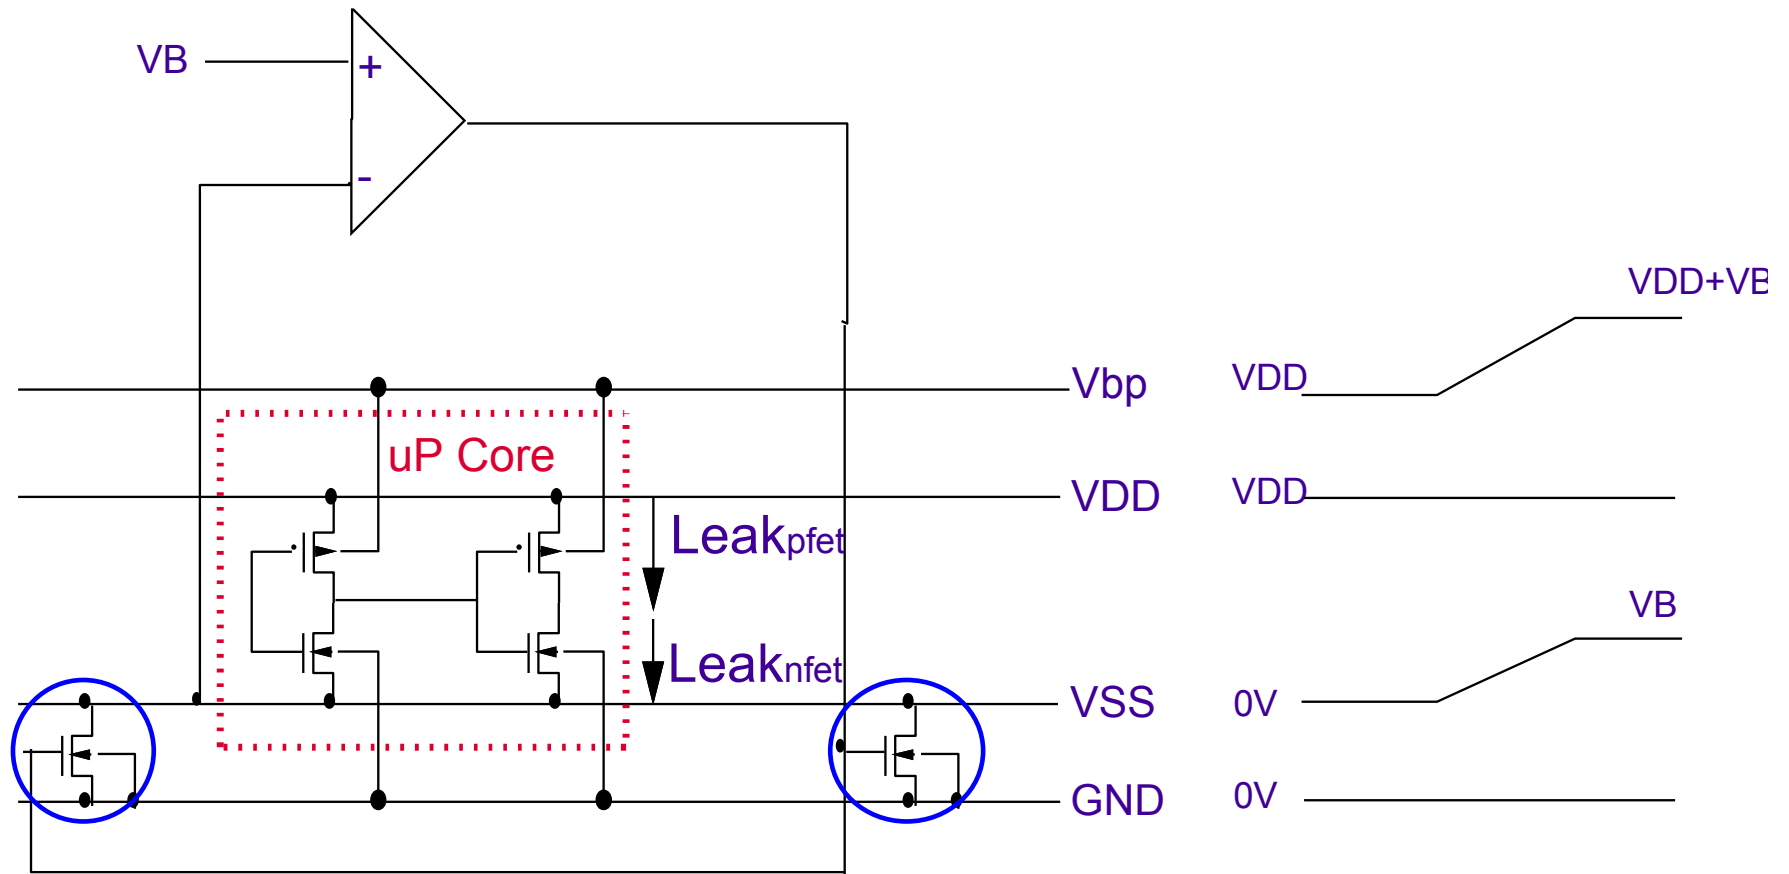 VB
+
-
VDD+VB
Vbp VDD
uP Core
VDD VDD
Leakpfet
VB
Leaknfet
VSS 0V
GND 0V